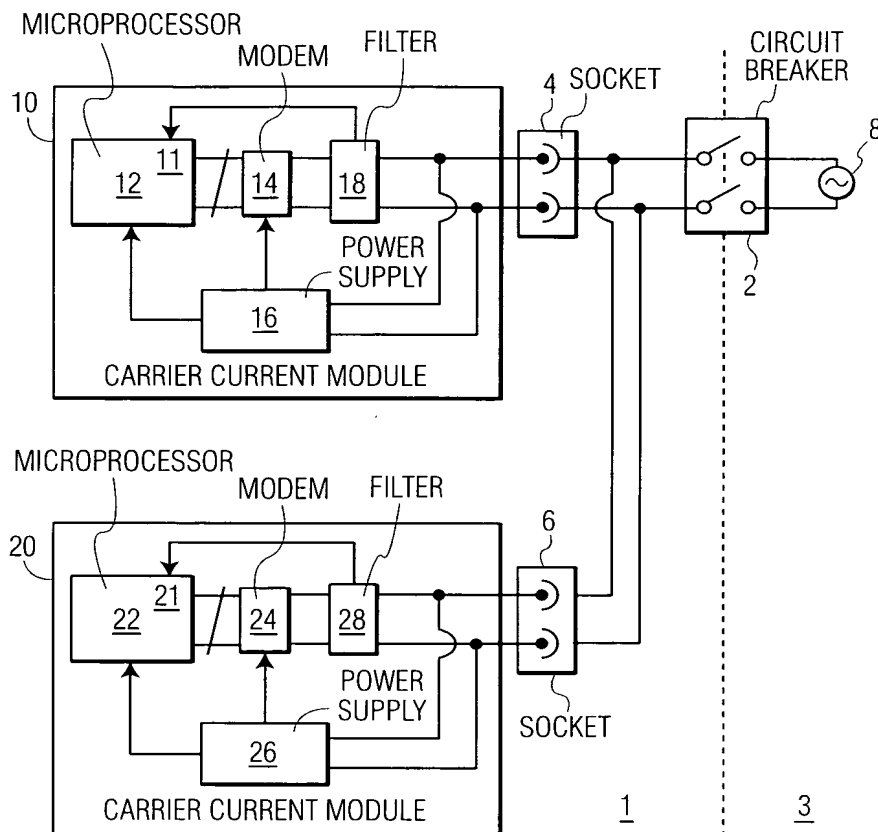 MICROPROCESSOR
MODEM
FILTER
CIRCUIT
BREAKER
4
SOCKET
8
10
11
12
14
18
POWER
SUPPLY
16
2
CARRIER CURRENT MODULE
MICROPROCESSOR
MODEM
FILTER
20
6
21
22
24
28
POWER
SUPPLY
26
SOCKET
CARRIER CURRENT MODULE
1
3